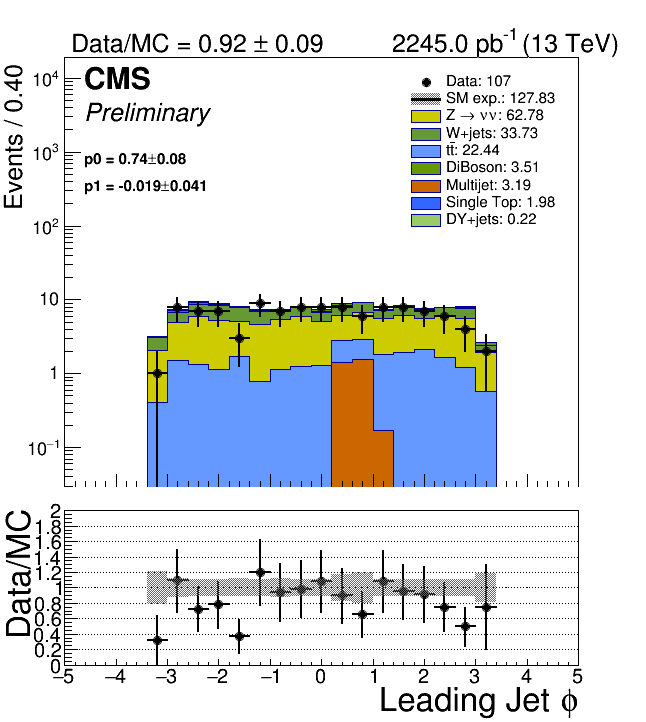 Data/MC = 0.92 ± 0.09 2245.0 pb⁻¹ (13 TeV)
CMS
Preliminary
p0 = 0.74±0.08
p1 = -0.019±0.041
Data: 107
SM exp.: 127.83
Z → νν: 62.78
W+jets: 33.73
tt̄: 22.44
DiBoson: 3.51
Multijet: 3.19
Single Top: 1.98
DY+jets: 0.22
Events / 0.40
10⁴
10³
10²
10
1
10⁻¹
Data/MC
2
1.8
1.6
1.4
1.2
1
0.8
0.6
0.4
0.2
0
−5 −4 −3 −2 −1 0 1 2 3 4 5
Leading Jet ϕ